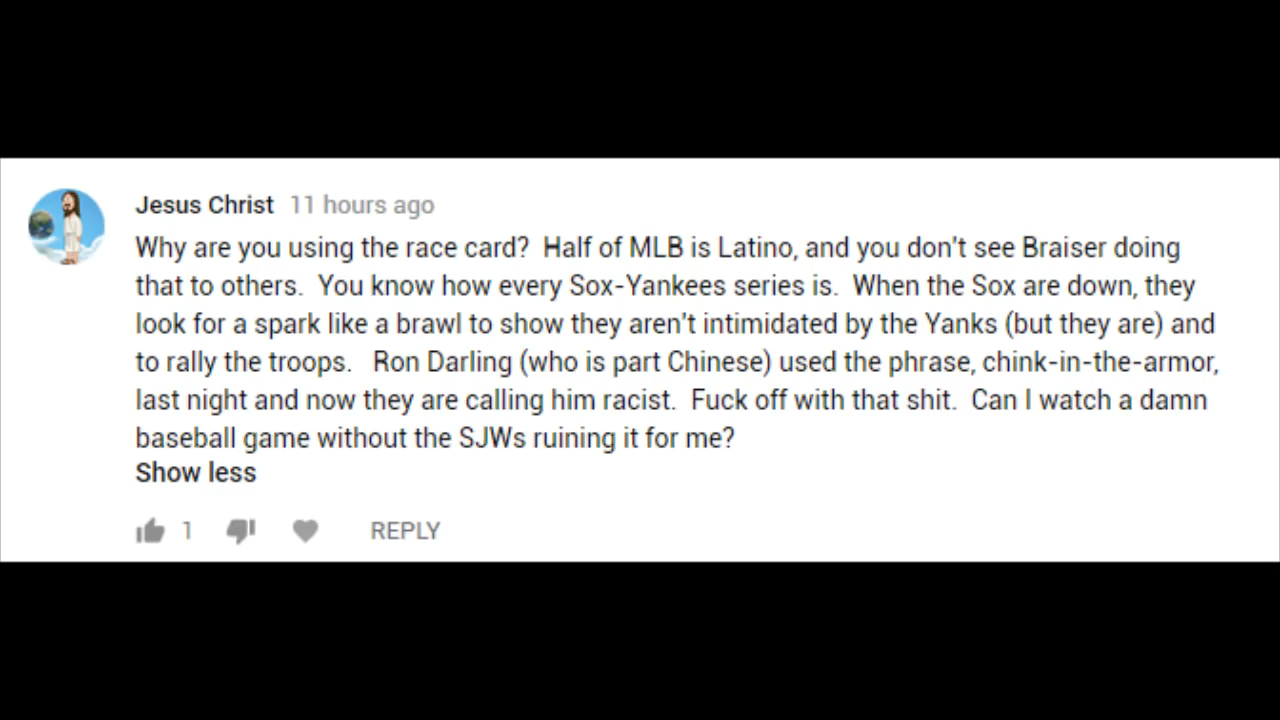 Jesus Christ 11 hours ago
Why are you using the race card?  Half of MLB is Latino, and you don't see Braiser doing
that to others.  You know how every Sox-Yankees series is.  When the Sox are down, they
look for a spark like a brawl to show they aren't intimidated by the Yanks (but they are) and
to rally the troops.   Ron Darling (who is part Chinese) used the phrase, chink-in-the-armor,
last night and now they are calling him racist.  Fuck off with that shit.  Can I watch a damn
baseball game without the SJWs ruining it for me?
Show less
1 REPLY